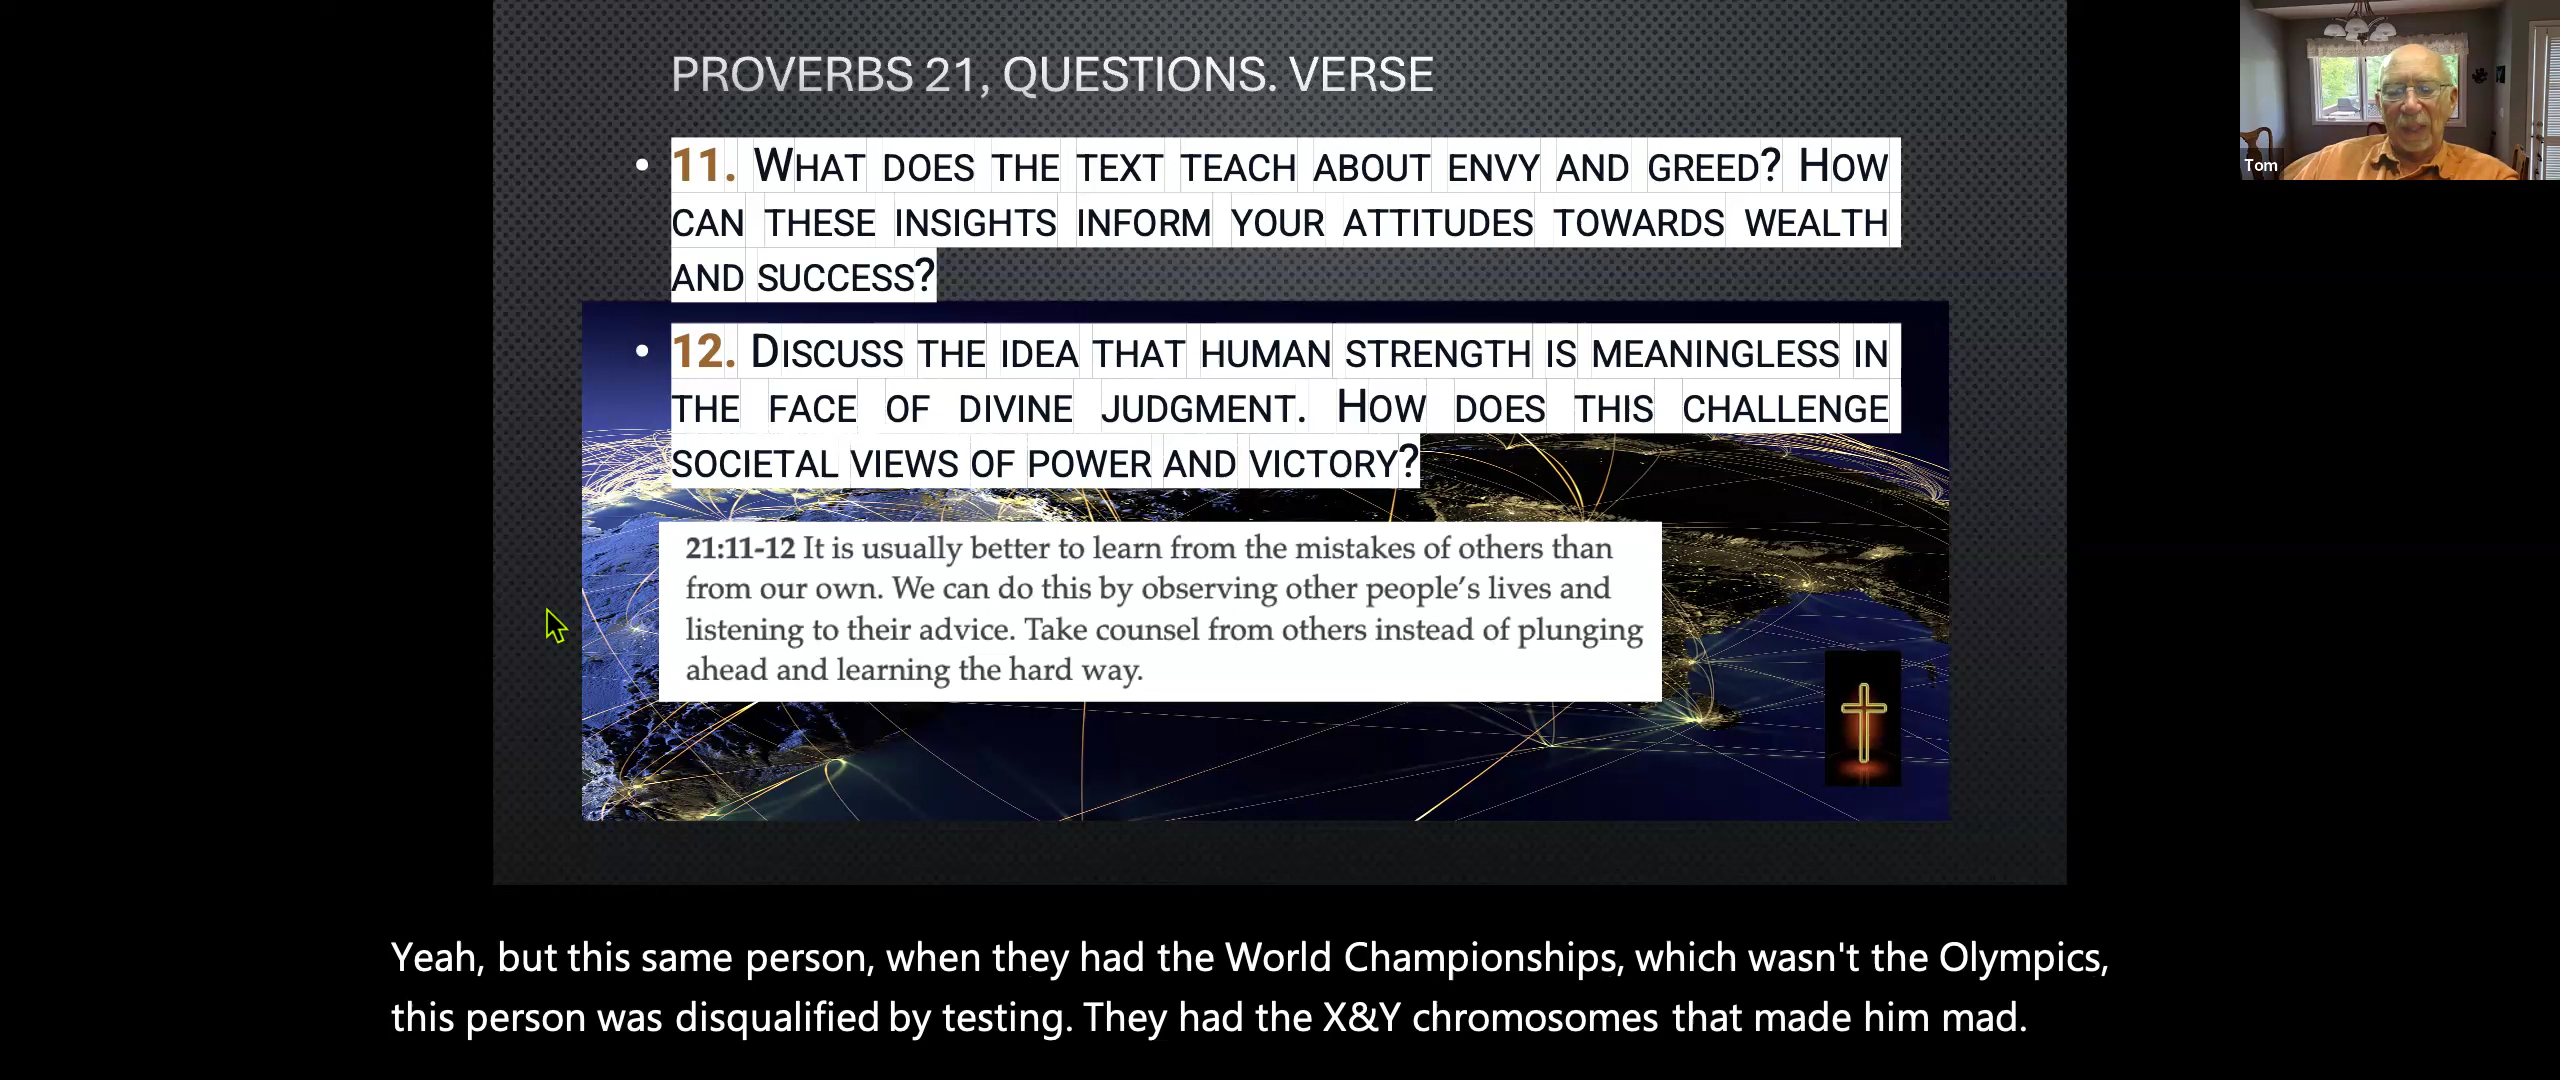 PROVERBS 21, QUESTIONS. VERSE
• 11. WHAT DOES THE TEXT TEACH ABOUT ENVY AND GREED? HOW
CAN THESE INSIGHTS INFORM YOUR ATTITUDES TOWARDS WEALTH
AND SUCCESS?
• 12. DISCUSS THE IDEA THAT HUMAN STRENGTH IS MEANINGLESS IN
THE FACE OF DIVINE JUDGMENT. HOW DOES THIS CHALLENGE
SOCIETAL VIEWS OF POWER AND VICTORY?
21:11-12 It is usually better to learn from the mistakes of others than
from our own. We can do this by observing other people’s lives and
listening to their advice. Take counsel from others instead of plunging
ahead and learning the hard way.
Tom
Yeah, but this same person, when they had the World Championships, which wasn't the Olympics,
this person was disqualified by testing. They had the X&Y chromosomes that made him mad.